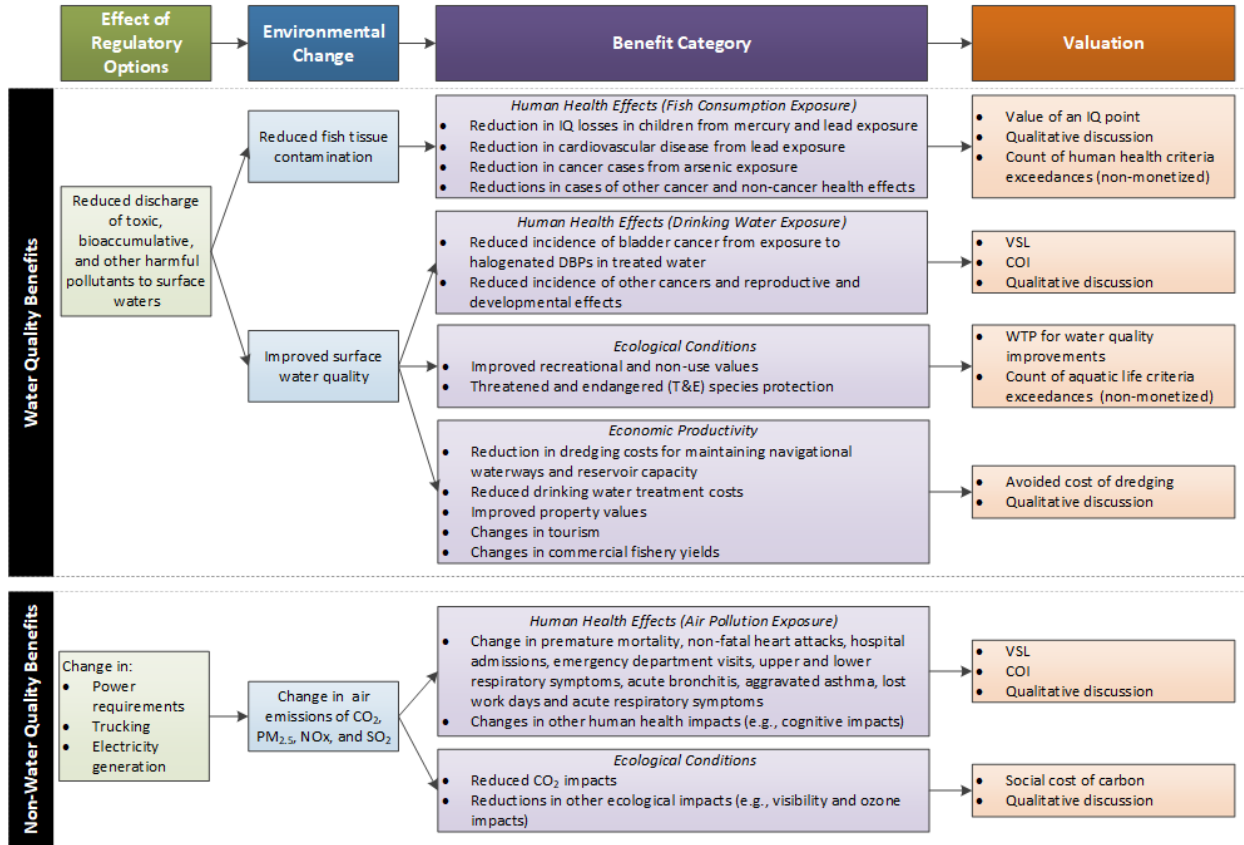 Effect of
Regulatory
Options
Environmental
Change
Benefit Category
Valuation
Water Quality Benefits
Reduced discharge
of toxic,
bioaccumulative,
and other harmful
pollutants to surface
waters
Reduced fish tissue
contamination
Human Health Effects (Fish Consumption Exposure)
• Reduction in IQ losses in children from mercury and lead exposure
• Reduction in cardiovascular disease from lead exposure
• Reduction in cancer cases from arsenic exposure
• Reductions in cases of other cancer and non-cancer health effects
• Value of an IQ point
• Qualitative discussion
• Count of human health criteria
exceedances (non-monetized)
Improved surface
water quality
Human Health Effects (Drinking Water Exposure)
• Reduced incidence of bladder cancer from exposure to
halogenated DBPs in treated water
• Reduced incidence of other cancers and reproductive and
developmental effects
• VSL
• COI
• Qualitative discussion
Ecological Conditions
• Improved recreational and non-use values
• Threatened and endangered (T&E) species protection
• WTP for water quality
improvements
• Count of aquatic life criteria
exceedances (non-monetized)
Economic Productivity
• Reduction in dredging costs for maintaining navigational
waterways and reservoir capacity
• Reduced drinking water treatment costs
• Improved property values
• Changes in tourism
• Changes in commercial fishery yields
• Avoided cost of dredging
• Qualitative discussion
Non-Water Quality Benefits
Change in:
• Power
requirements
• Trucking
• Electricity
generation
Change in air
emissions of CO₂,
PM₂.₅, NOx, and SO₂
Human Health Effects (Air Pollution Exposure)
• Change in premature mortality, non-fatal heart attacks, hospital
admissions, emergency department visits, upper and lower
respiratory symptoms, acute bronchitis, aggravated asthma, lost
work days and acute respiratory symptoms
• Changes in other human health impacts (e.g., cognitive impacts)
• VSL
• COI
• Qualitative discussion
Ecological Conditions
• Reduced CO₂ impacts
• Reductions in other ecological impacts (e.g., visibility and ozone
impacts)
• Social cost of carbon
• Qualitative discussion